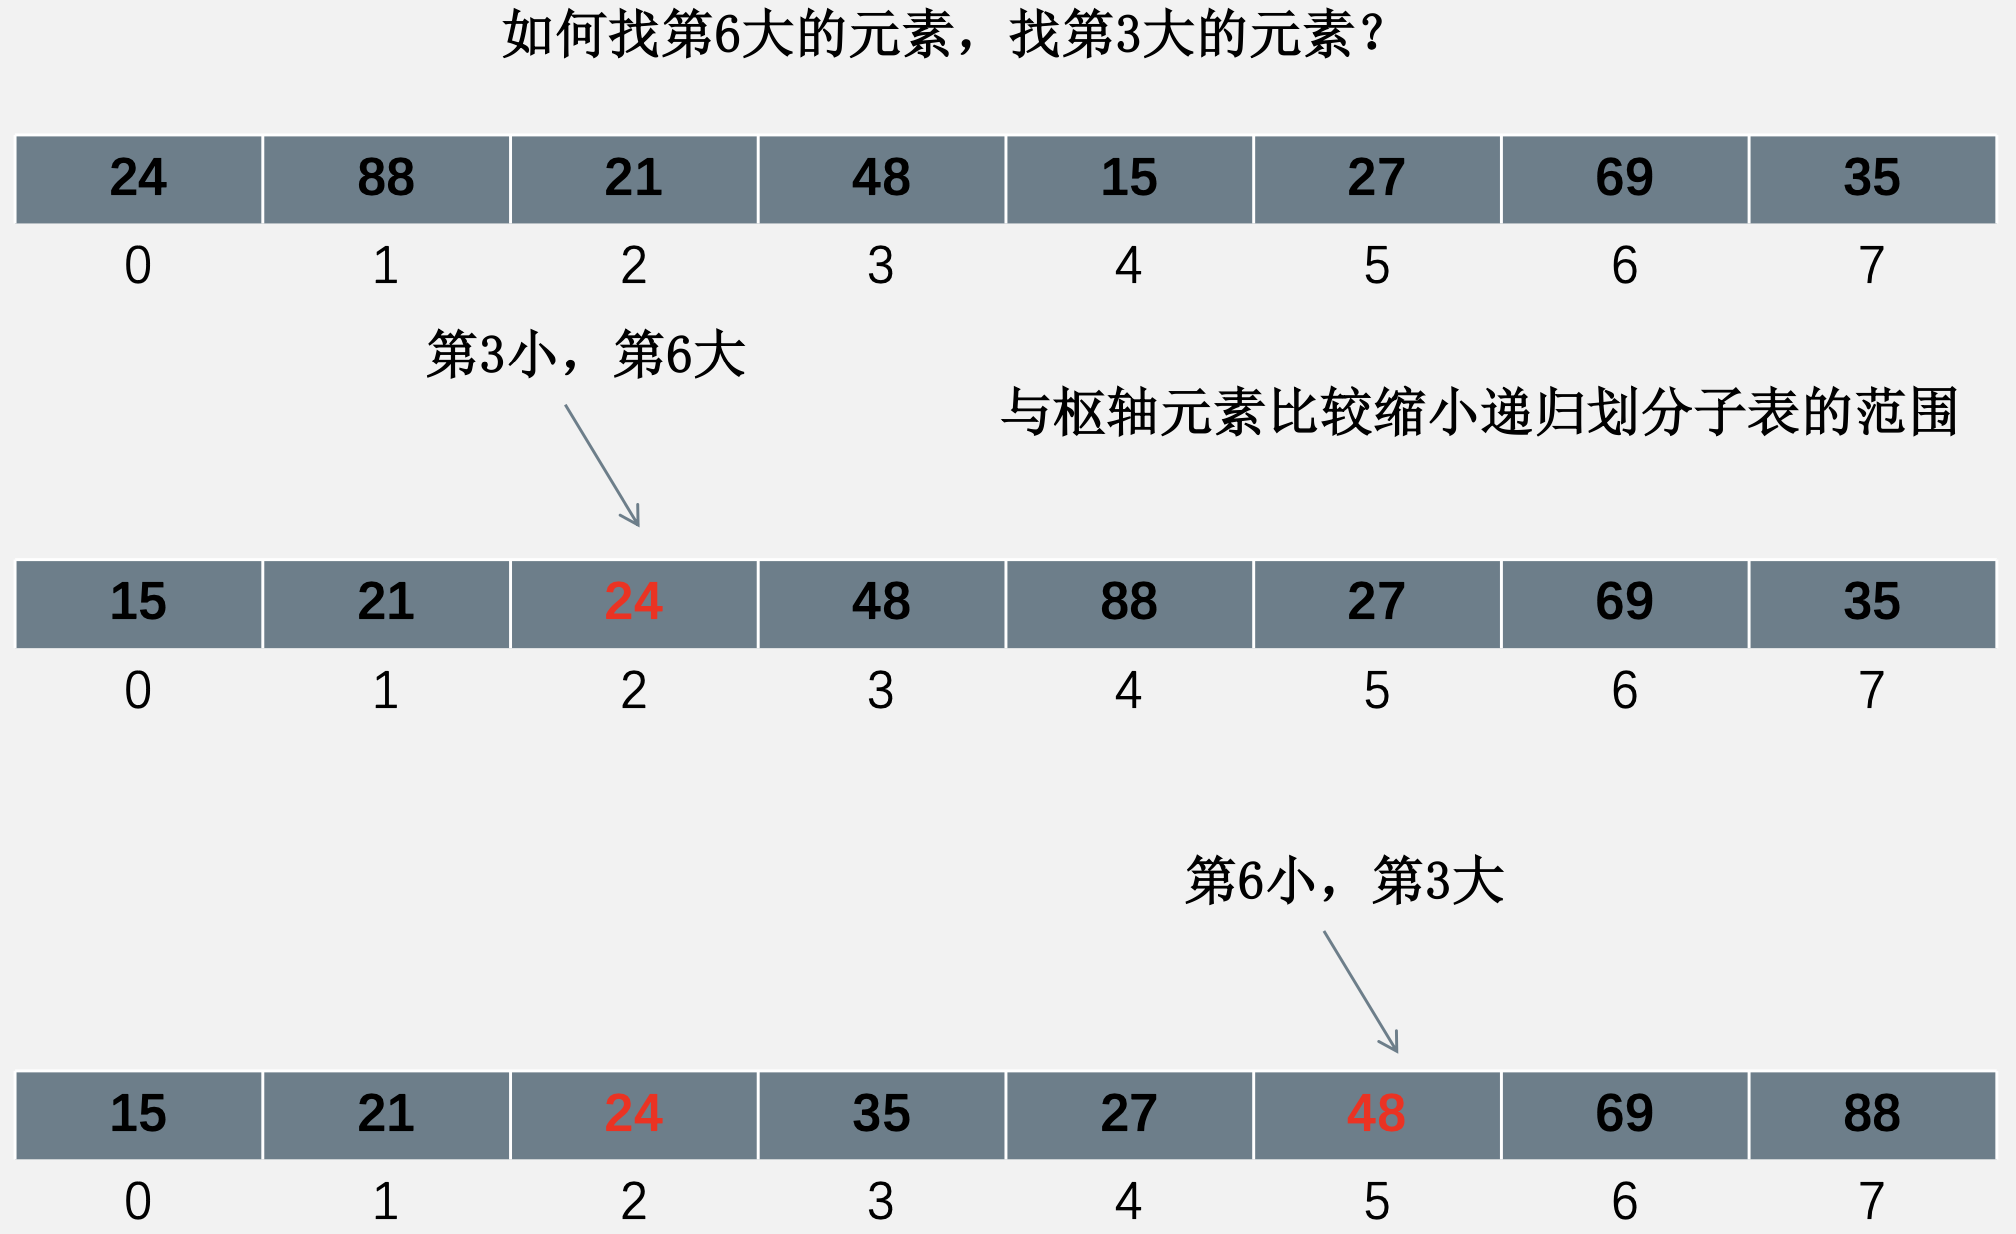 如何找第6大的元素，找第3大的元素？
24 88 21 48 15 27 69 35
0 1 2 3 4 5 6 7
第3小，第6大
与枢轴元素比较缩小递归划分子表的范围
15 21 24 48 88 27 69 35
0 1 2 3 4 5 6 7
第6小，第3大
15 21 24 35 27 48 69 88
0 1 2 3 4 5 6 7